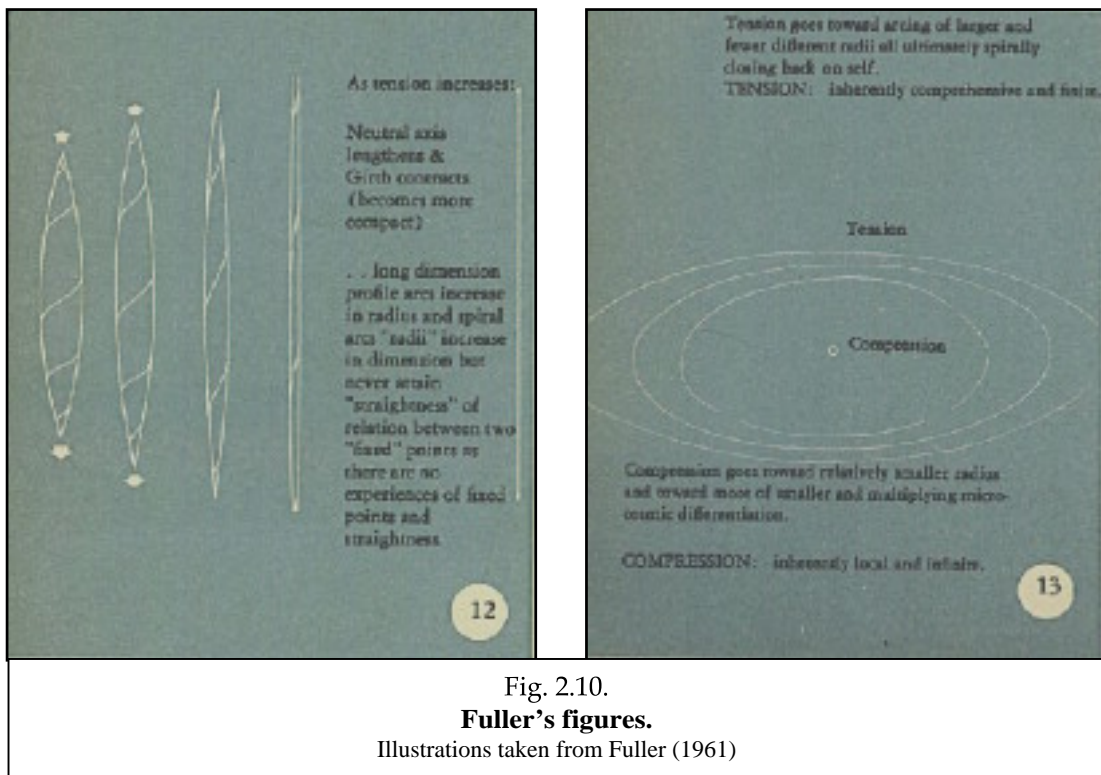 As tension increases:
Neutral axis
lengthens &
Girth contracts
(becomes more
compact)
. . long dimension
profile arcs increase
in radius and spiral
arcs "radii" increase
in dimension but
never attain
"straightness" of
relation between two
"fixed" points as
there are no
experiences of fixed
points and
straightness
12
Tension goes toward arcing of larger and
fewer different radii all ultimately spirally
closing back on self.
TENSION: inherently comprehensive and finite.
Tension
Compression
Compression goes toward relatively smaller radius
and toward more of smaller and multiplying micro-
cosmic differentiation.
COMPRESSION: inherently local and infinite.
13
Fig. 2.10.
Fuller's figures.
Illustrations taken from Fuller (1961)